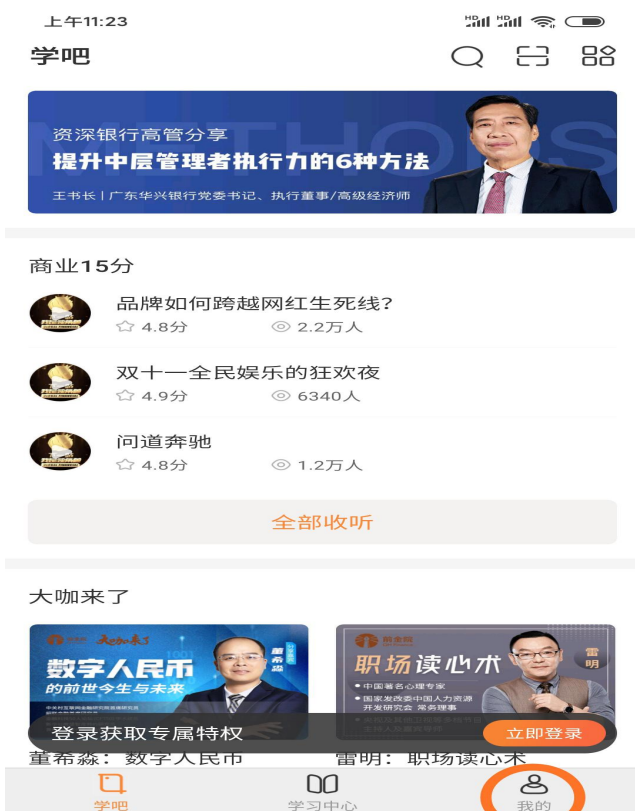 上午11:23
学吧
资深银行高管分享
提升中层管理者执行力的6种方法
王书长|广东华兴银行党委书记、执行董事/高级经济师
商业15分
品牌如何跨越网红生死线?
4.8分 2.2万人
双十一全民娱乐的狂欢夜
4.9分 6340人
问道奔驰
4.8分 1.2万人
全部收听
大咖来了
大咖来了
董希淼
数字人民币
的前世今生与未来
职场读心术
雷明
中国著名心理专家
国家发改委中国人力资源
开发研究会 常务理事
登录获取专属特权
立即登录
董希淼：数字人民币
雷明：职场读心术
学吧
学习中心
我的